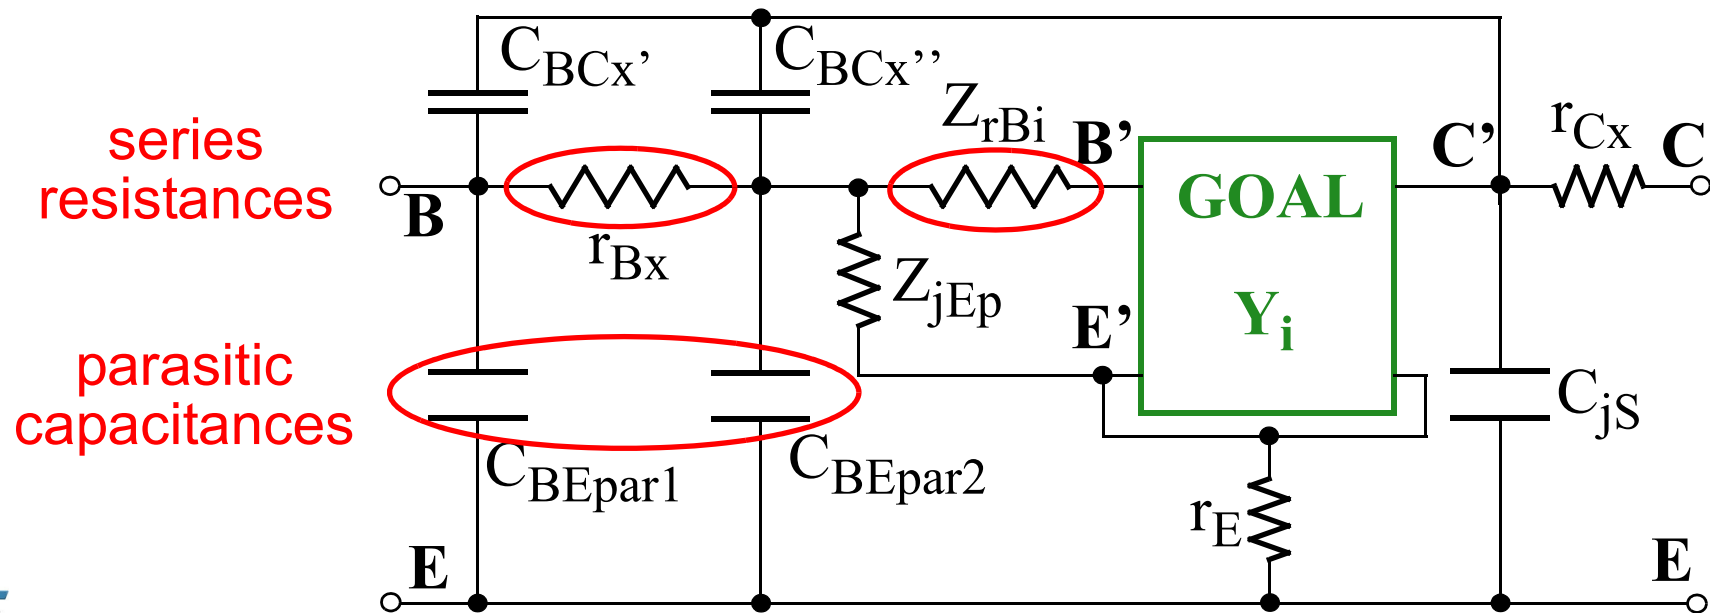 C_BCx’
C_BCx’’
series
resistances
Z_rBi
B’
C’
r_Cx
C
B
r_Bx
GOAL
Y_i
Z_jEp
E’
parasitic
capacitances
C_jS
C_BEpar1
C_BEpar2
r_E
E
E